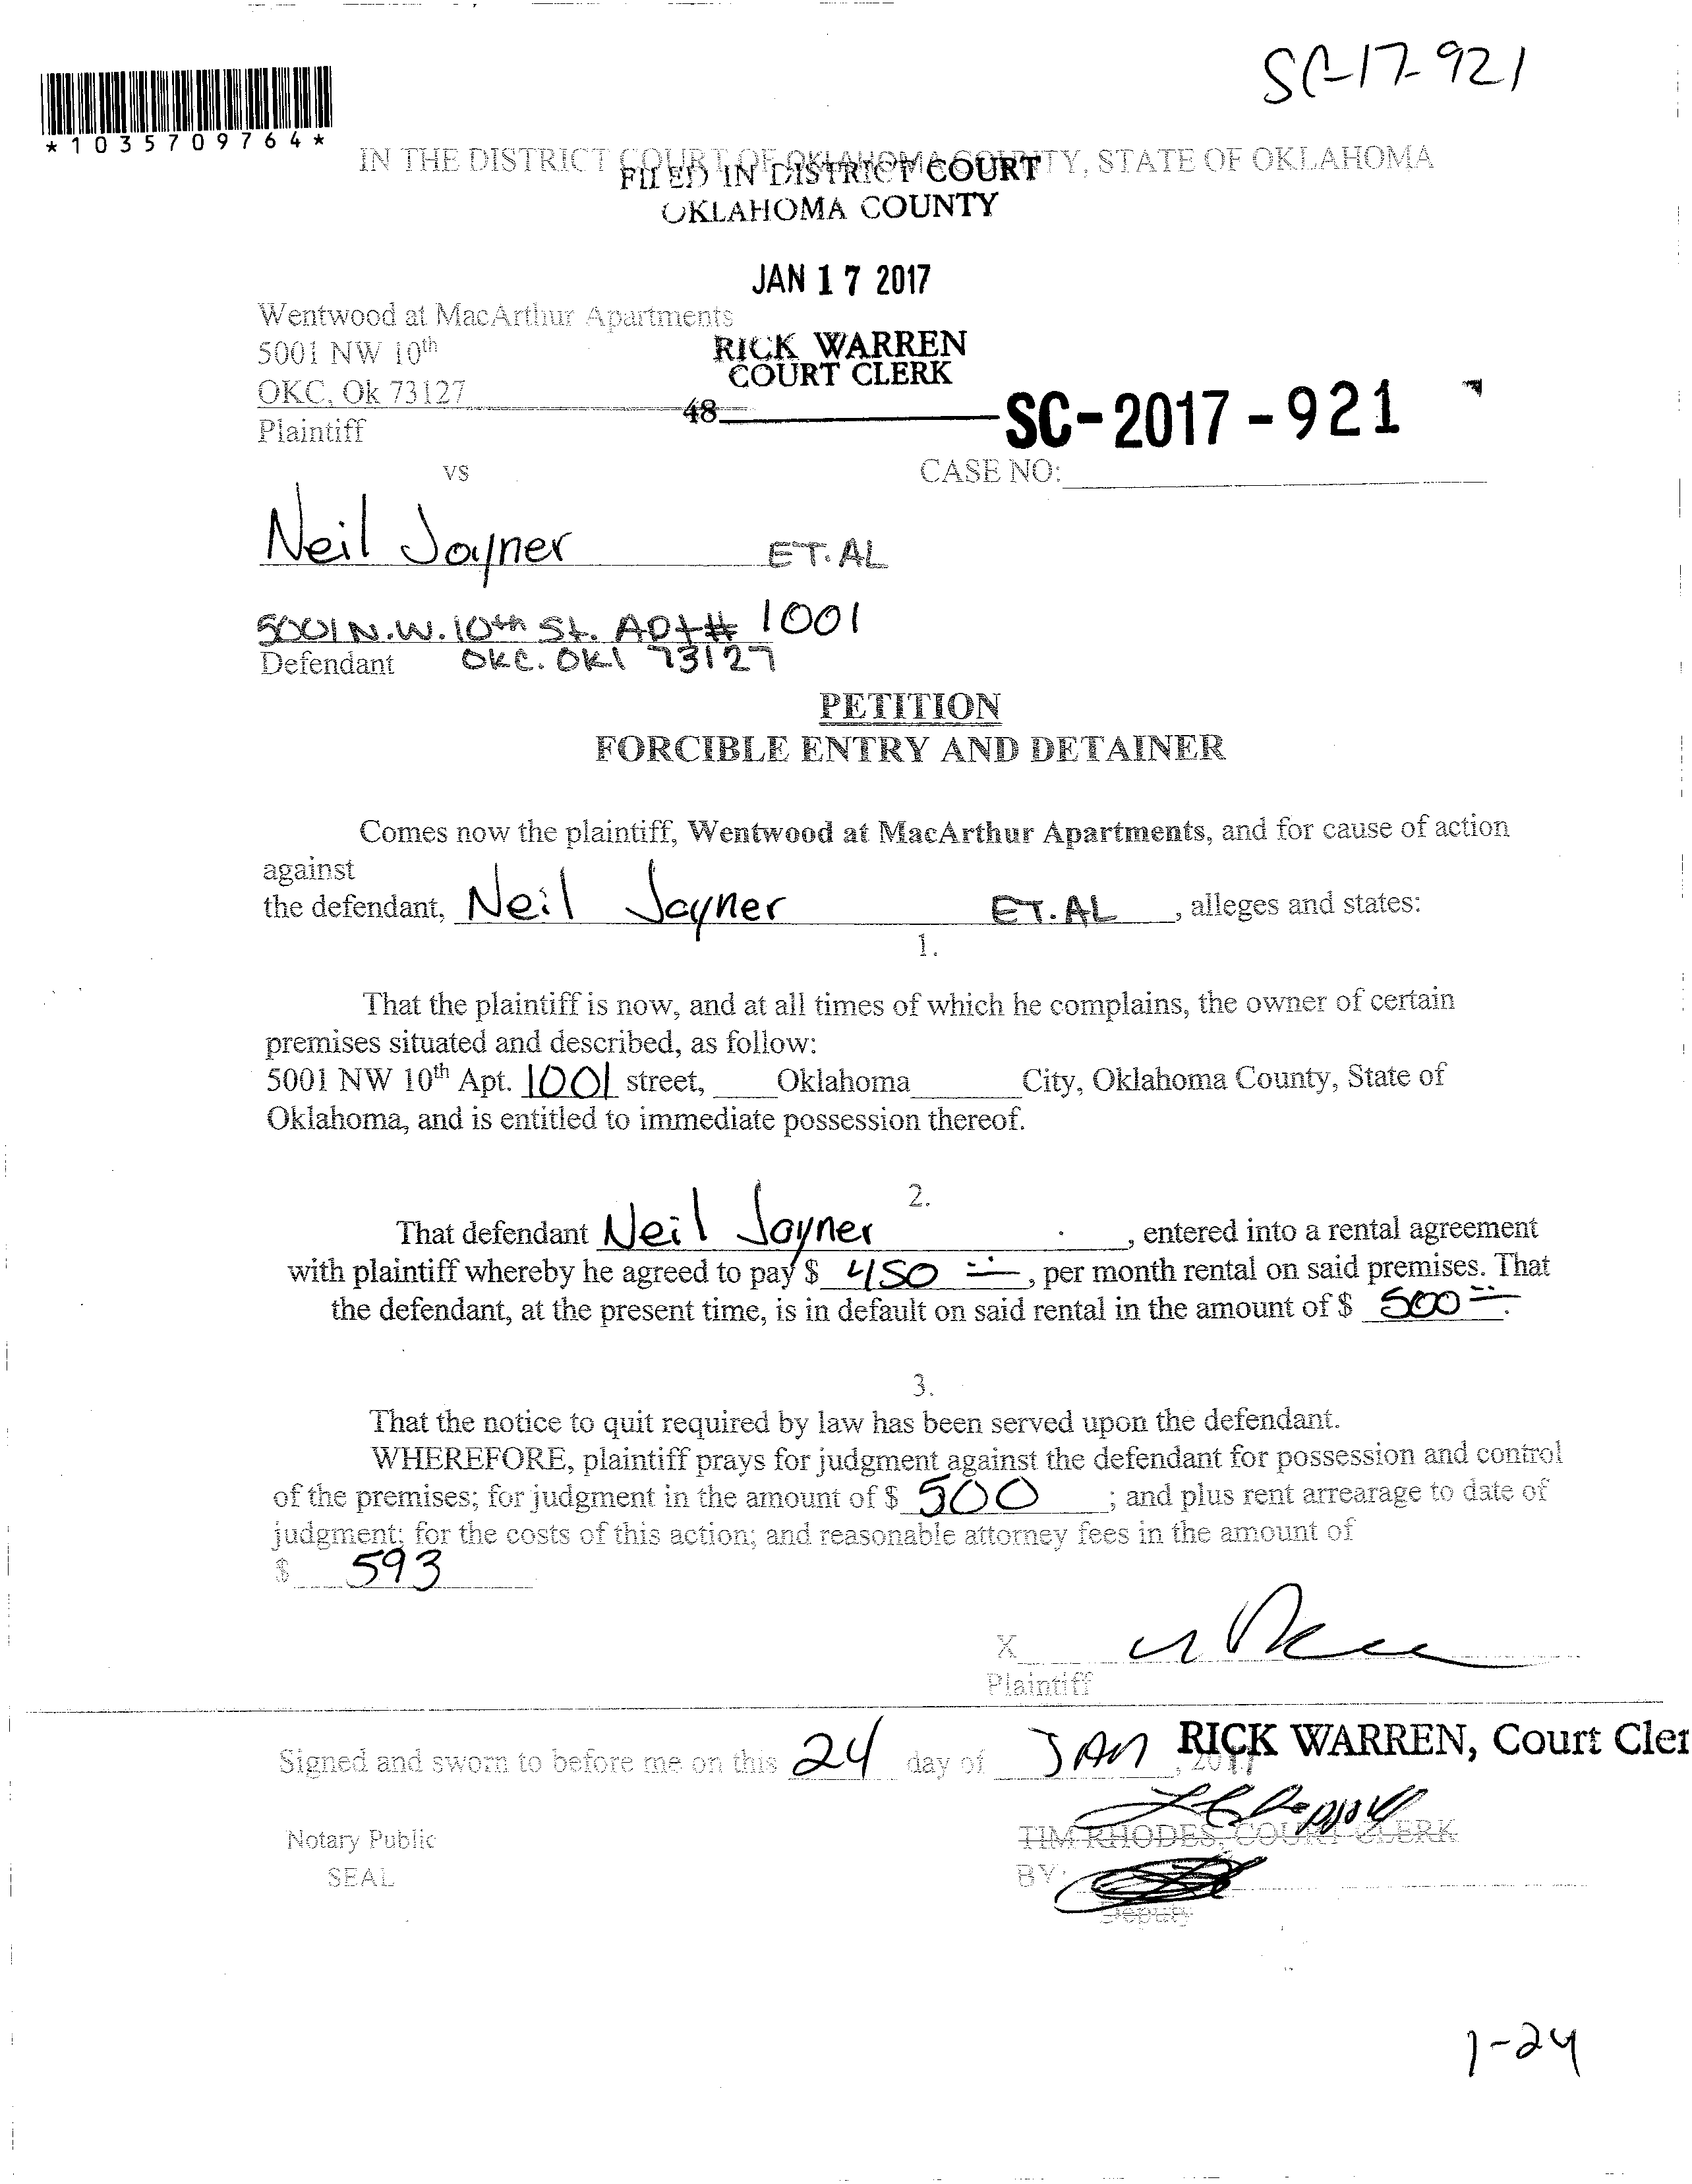 SC-17-921
*1035709764*
IN THE DISTRICT COURT OF OKLAHOMA COUNTY, STATE OF OKLAHOMA
FILED IN DISTRICT COURT
OKLAHOMA COUNTY
JAN 17 2017
Wentwood at MacArthur Apartments
5001 NW 10th
RICK WARREN
COURT CLERK
OKC, Ok 73127
48
SC-2017-921
Plaintiff
vs
CASE NO:
Neil Joyner ET.AL
5001 N.W. 10th St. APt# 1001
Defendant OKC. OKl 73127
PETITION
FORCIBLE ENTRY AND DETAINER
Comes now the plaintiff, Wentwood at MacArthur Apartments, and for cause of action
against
the defendant, Neil Joyner ET.AL, alleges and states:
1.
That the plaintiff is now, and at all times of which he complains, the owner of certain
premises situated and described, as follow:
5001 NW 10th Apt. 1001 street, Oklahoma City, Oklahoma County, State of
Oklahoma, and is entitled to immediate possession thereof.
2.
That defendant Neil Joyner, entered into a rental agreement
with plaintiff whereby he agreed to pay $ 450, per month rental on said premises. That
the defendant, at the present time, is in default on said rental in the amount of $ 500.
3.
That the notice to quit required by law has been served upon the defendant.
WHEREFORE, plaintiff prays for judgment against the defendant for possession and control
of the premises; for judgment in the amount of $ 500; and plus rent arrearage to date of
judgment; for the costs of this action; and reasonable attorney fees in the amount of
$ 593
X
Plaintiff
Signed and sworn to before me on this 24 day of JAN, 2017
RICK WARREN, Court Cler
Notary Public
TIM RHODES, COURT CLERK
SEAL
BY:
Deputy
1-24